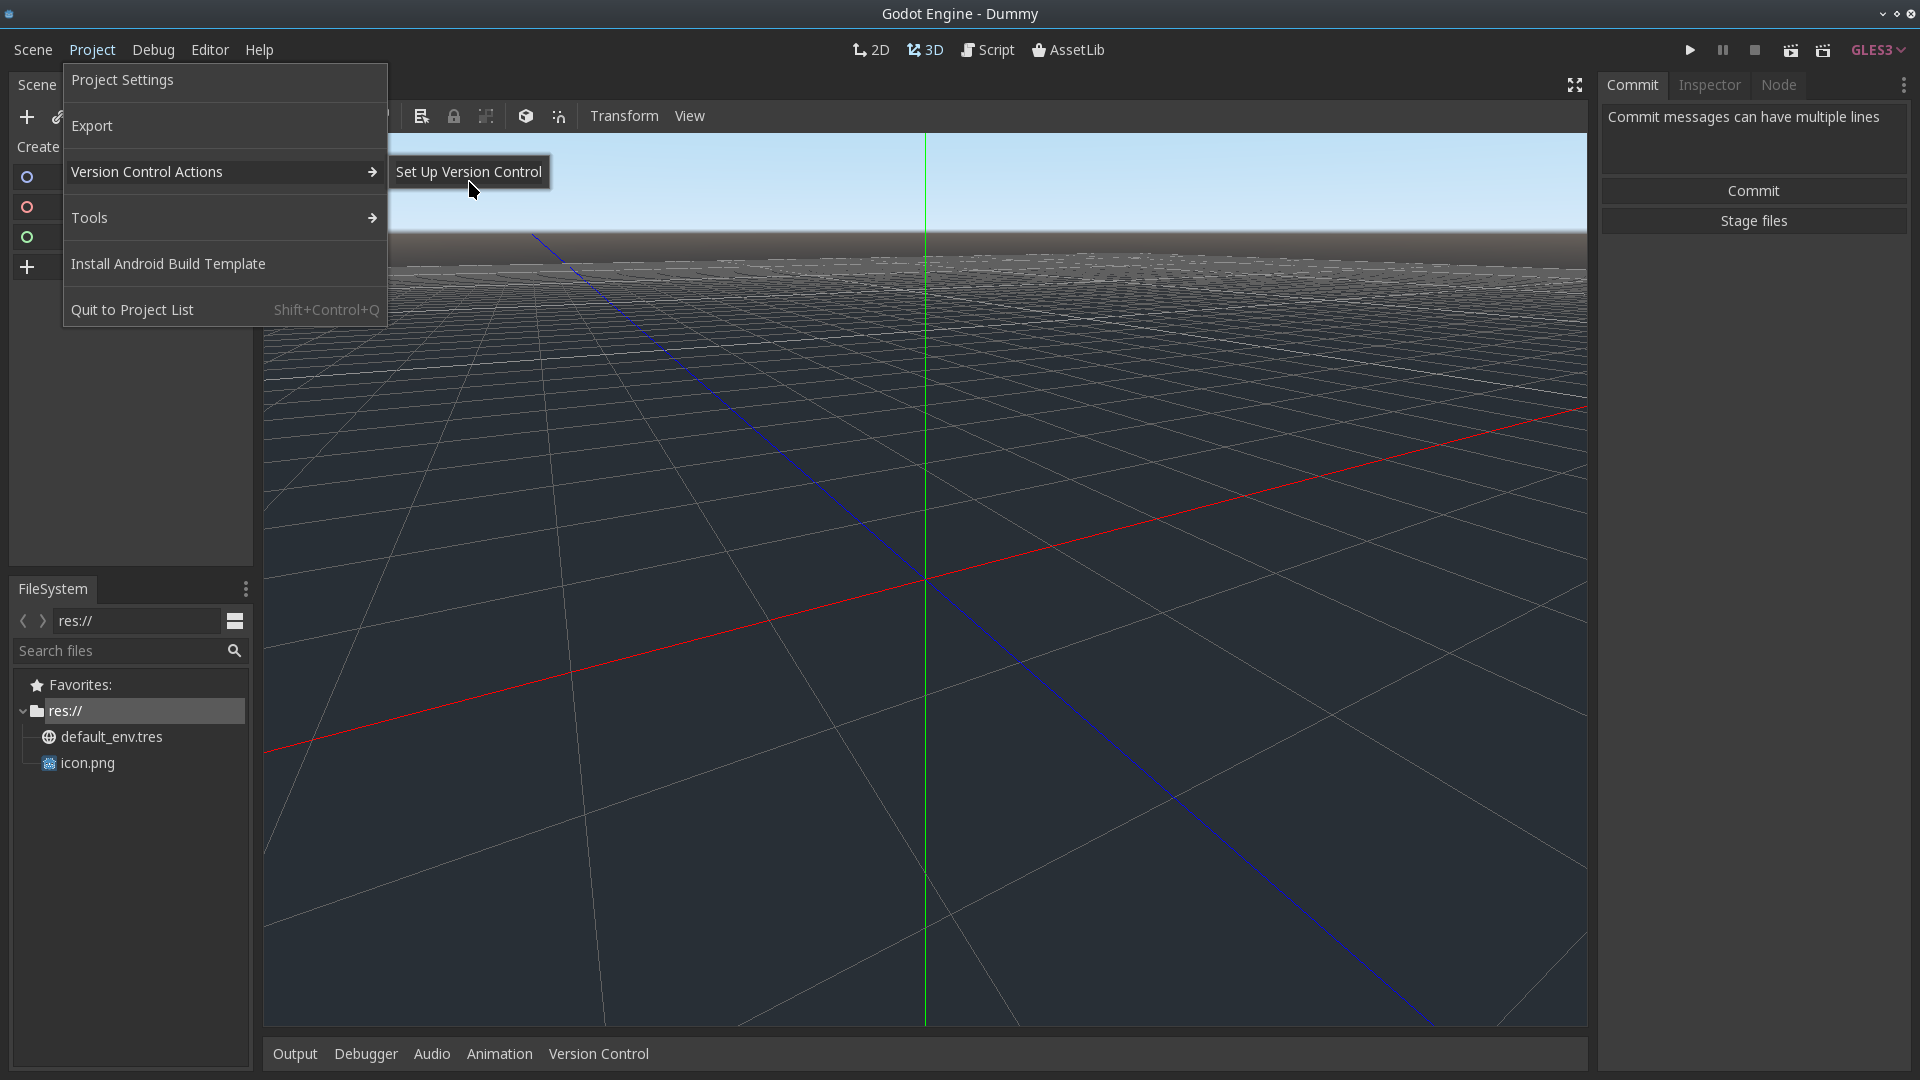 Godot Engine - Dummy
Scene Project Debug Editor Help
2D 3D Script AssetLib
GLES3
Project Settings
Export
Version Control Actions
Set Up Version Control
Tools
Install Android Build Template
Quit to Project List Shift+Control+Q
Scene
Create
Transform View
FileSystem
res://
Search files
Favorites:
res://
default_env.tres
icon.png
Output Debugger Audio Animation Version Control
Commit Inspector Node
Commit messages can have multiple lines
Commit
Stage files